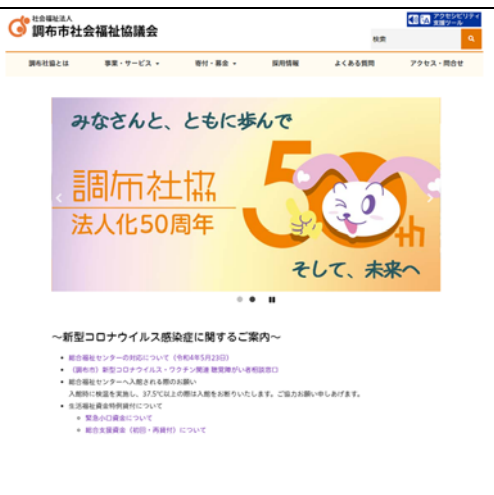 社会福祉法人
調布市社会福祉協議会
アクセシビリティ
支援ツール
検索
調布社協とは
事業・サービス
寄付・募金
採用情報
よくある質問
アクセス・問合せ
みなさんと、ともに歩んで
調布社協
法人化50周年
50th
そして、未来へ
～新型コロナウイルス感染症に関するご案内～
総合福祉センターの対応について（令和4年5月23日）
（調布市）新型コロナウイルス・ワクチン関連 聴覚障がい者相談窓口
総合福祉センターへ入館される際のお願い
入館時に検温を実施し、37.5℃以上の際は入館をお断りいたします。ご協力お願い申しあげます。
生活福祉資金特例貸付について
緊急小口資金について
総合支援資金（初回・再貸付）について